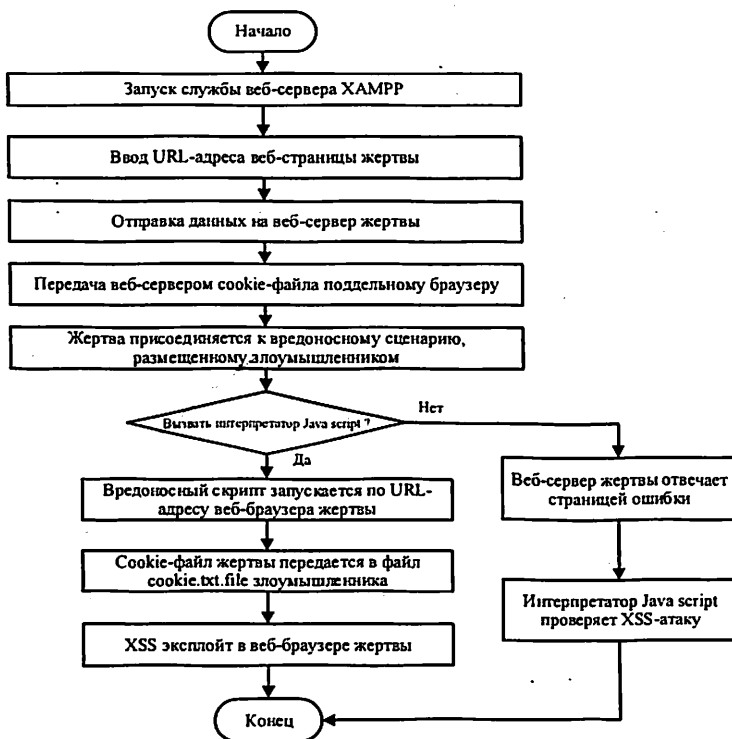 Начало
Запуск службы веб-сервера XAMPP
Ввод URL-адреса веб-страницы жертвы
Отправка данных на веб-сервер жертвы
Передача веб-сервером cookie-файла поддельному браузеру
Жертва присоединяется к вредоносному сценарию,
размещенному злоумышленником
Вызвать интерпретатор Java script ?
Нет
Да
Вредоносный скрипт запускается по URL-
адресу веб-браузера жертвы
Веб-сервер жертвы отвечает
страницей ошибки
Cookie-файл жертвы передается в файл
cookie.txt.file злоумышленника
Интерпретатор Java script
проверяет XSS-атаку
XSS эксплойт в веб-браузере жертвы
Конец